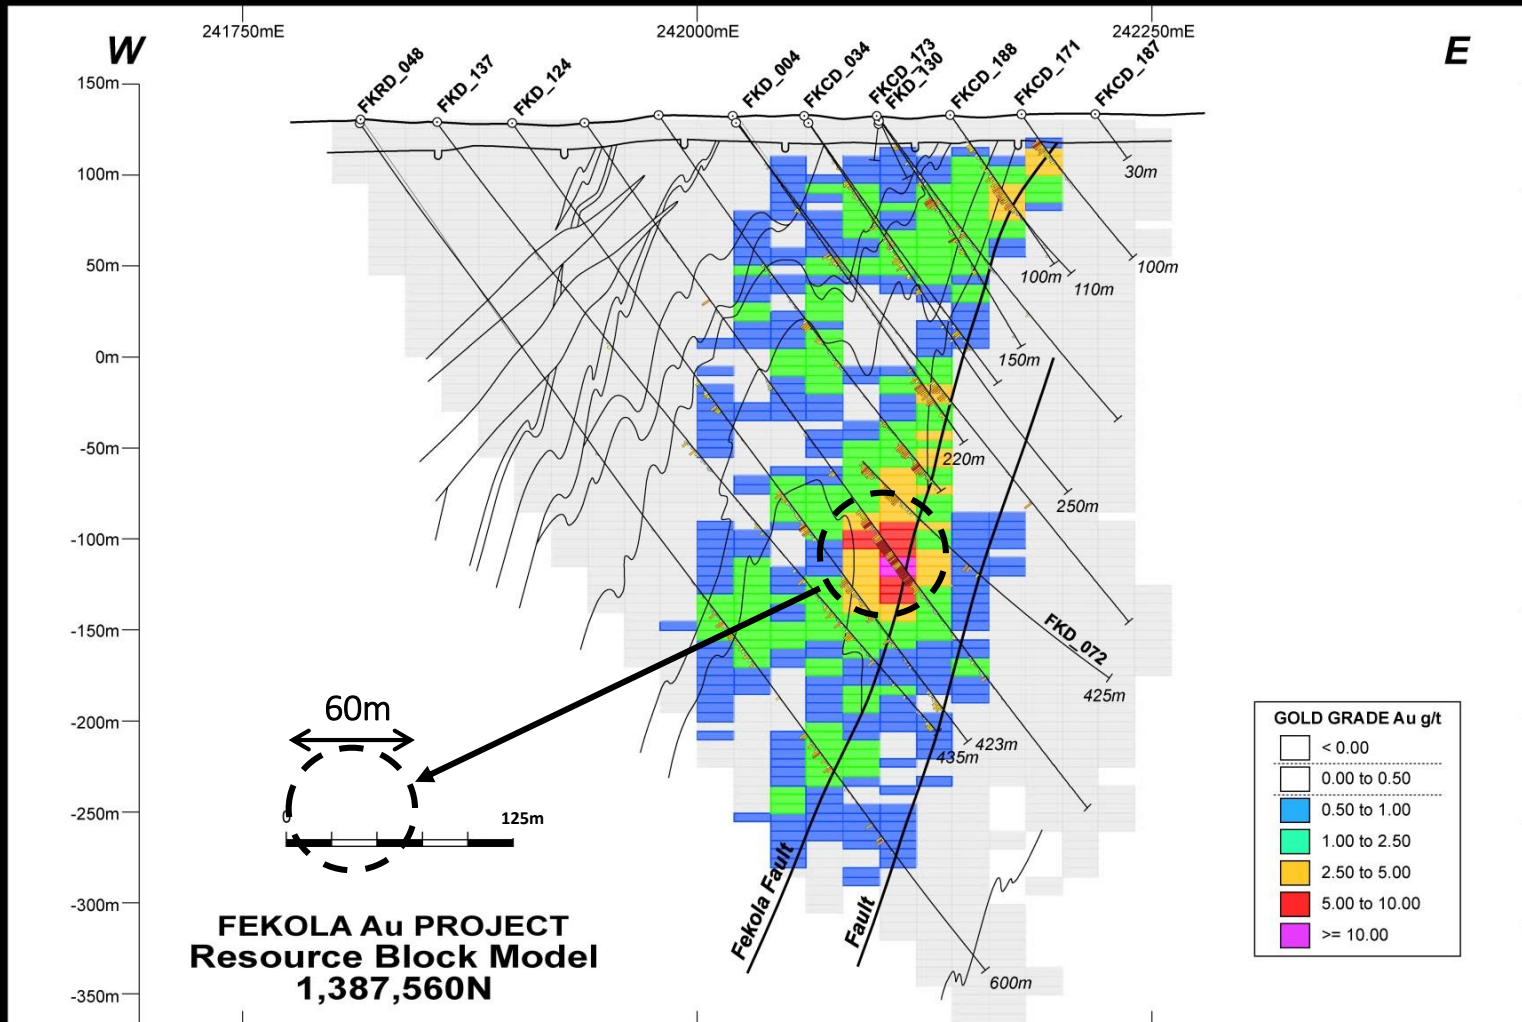 241750mE
242000mE
242250mE
W
E
FKRD_048
FKD_137
FKD_124
FKD_004
FKCD_034
FKCD_173
FKD_130
FKCD_188
FKCD_171
FKCD_187
150m
100m
50m
0m
-50m
-100m
-150m
-200m
-250m
-300m
-350m
30m
100m
100m
110m
150m
220m
250m
FKD_072
425m
423m
435m
600m
60m
0
125m
Fekola Fault
Fault
FEKOLA Au PROJECT
Resource Block Model
1,387,560N
GOLD GRADE Au g/t
< 0.00
0.00 to 0.50
0.50 to 1.00
1.00 to 2.50
2.50 to 5.00
5.00 to 10.00
>= 10.00